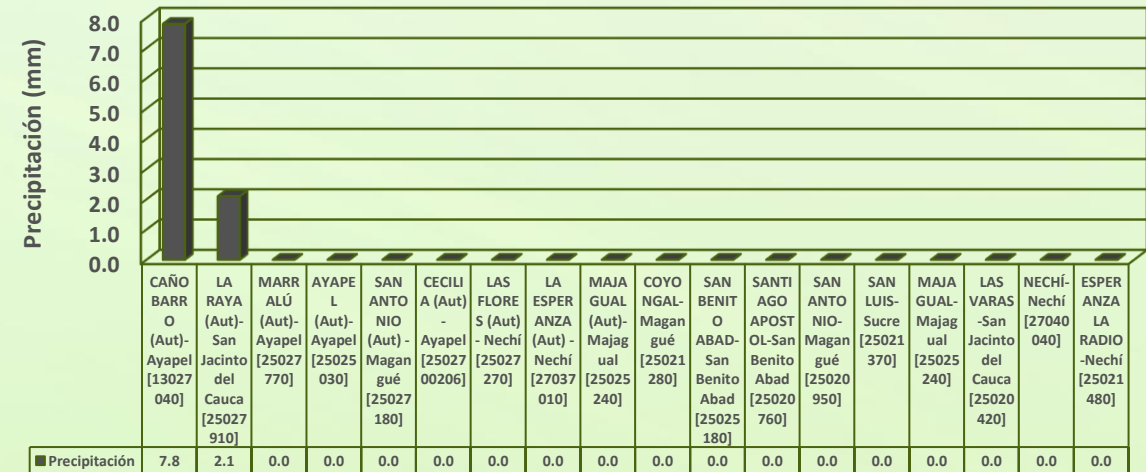 Precipitación (mm)
8.0
7.0
6.0
5.0
4.0
3.0
2.0
1.0
0.0
CAÑO
BARR
O
(Aut)-
Ayapel
[13027
040]
LA
RAYA
(Aut)-
San
Jacinto
del
Cauca
[25027
910]
MARR
ALÚ
(Aut)-
Ayapel
[25027
770]
AYAPE
L
(Aut)-
Ayapel
[25025
030]
SAN
ANTO
NIO
(Aut) -
Magan
gué
[25027
180]
CECILI
A (Aut)
-
Ayapel
[25027
00206]
LAS
FLORE
S (Aut)
- Nechí
[25027
270]
LA
ESPER
ANZA
(Aut) -
Nechí
[27037
010]
MAJA
GUAL
(Aut)-
Majag
ual
[25025
240]
COYO
NGAL-
Magan
gué
[25021
280]
SAN
BENIT
O
ABAD-
San
Benito
Abad
[25025
180]
SANTI
AGO
APOST
OL-San
Benito
Abad
[25020
760]
SAN
ANTO
NIO-
Magan
gué
[25020
950]
SAN
LUIS-
Sucre
[25021
370]
MAJA
GUAL-
Majag
ual
[25025
240]
LAS
VARAS
-San
Jacinto
del
Cauca
[25020
420]
NECHÍ-
Nechí
[27040
040]
ESPER
ANZA
LA
RADIO
-Nechí
[25021
480]
Precipitación 7.8 2.1 0.0 0.0 0.0 0.0 0.0 0.0 0.0 0.0 0.0 0.0 0.0 0.0 0.0 0.0 0.0 0.0